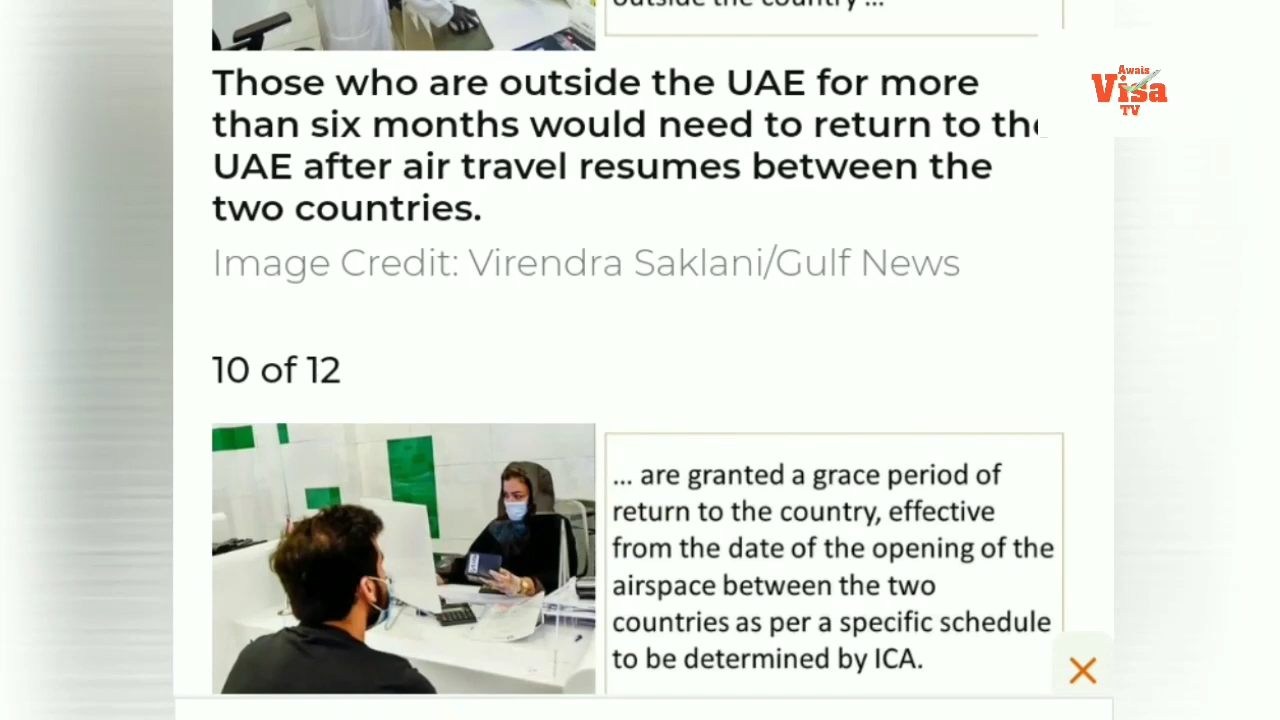 outside the country ...
Those who are outside the UAE for more
than six months would need to return to the
UAE after air travel resumes between the
two countries.
Image Credit: Virendra Saklani/Gulf News
Awais
Visa
TV
10 of 12
... are granted a grace period of
return to the country, effective
from the date of the opening of the
airspace between the two
countries as per a specific schedule
to be determined by ICA.